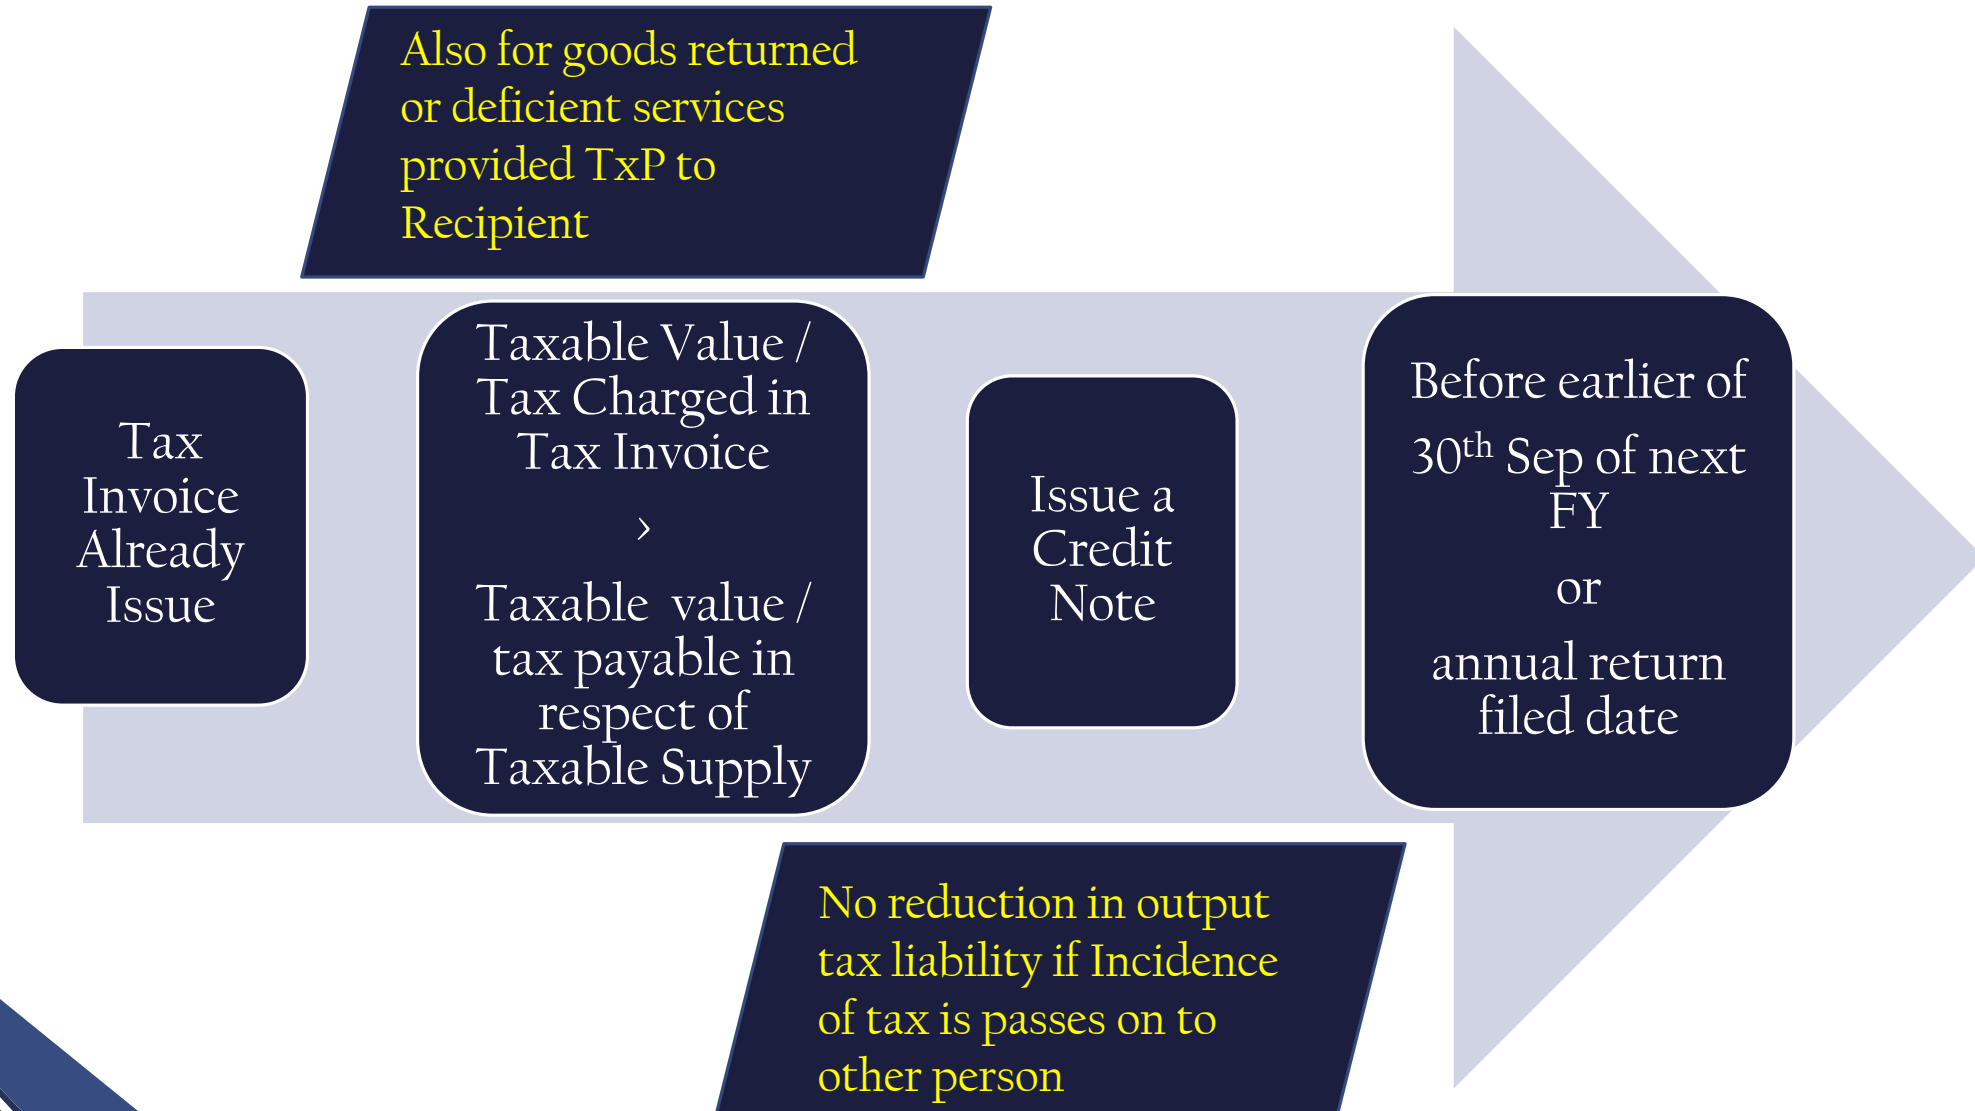 Also for goods returned
or deficient services
provided TxP to
Recipient
Tax
Invoice
Already
Issue
Taxable Value /
Tax Charged in
Tax Invoice
>
Taxable value /
tax payable in
respect of
Taxable Supply
Issue a
Credit
Note
Before earlier of
30th Sep of next
FY
or
annual return
filed date
No reduction in output
tax liability if Incidence
of tax is passes on to
other person